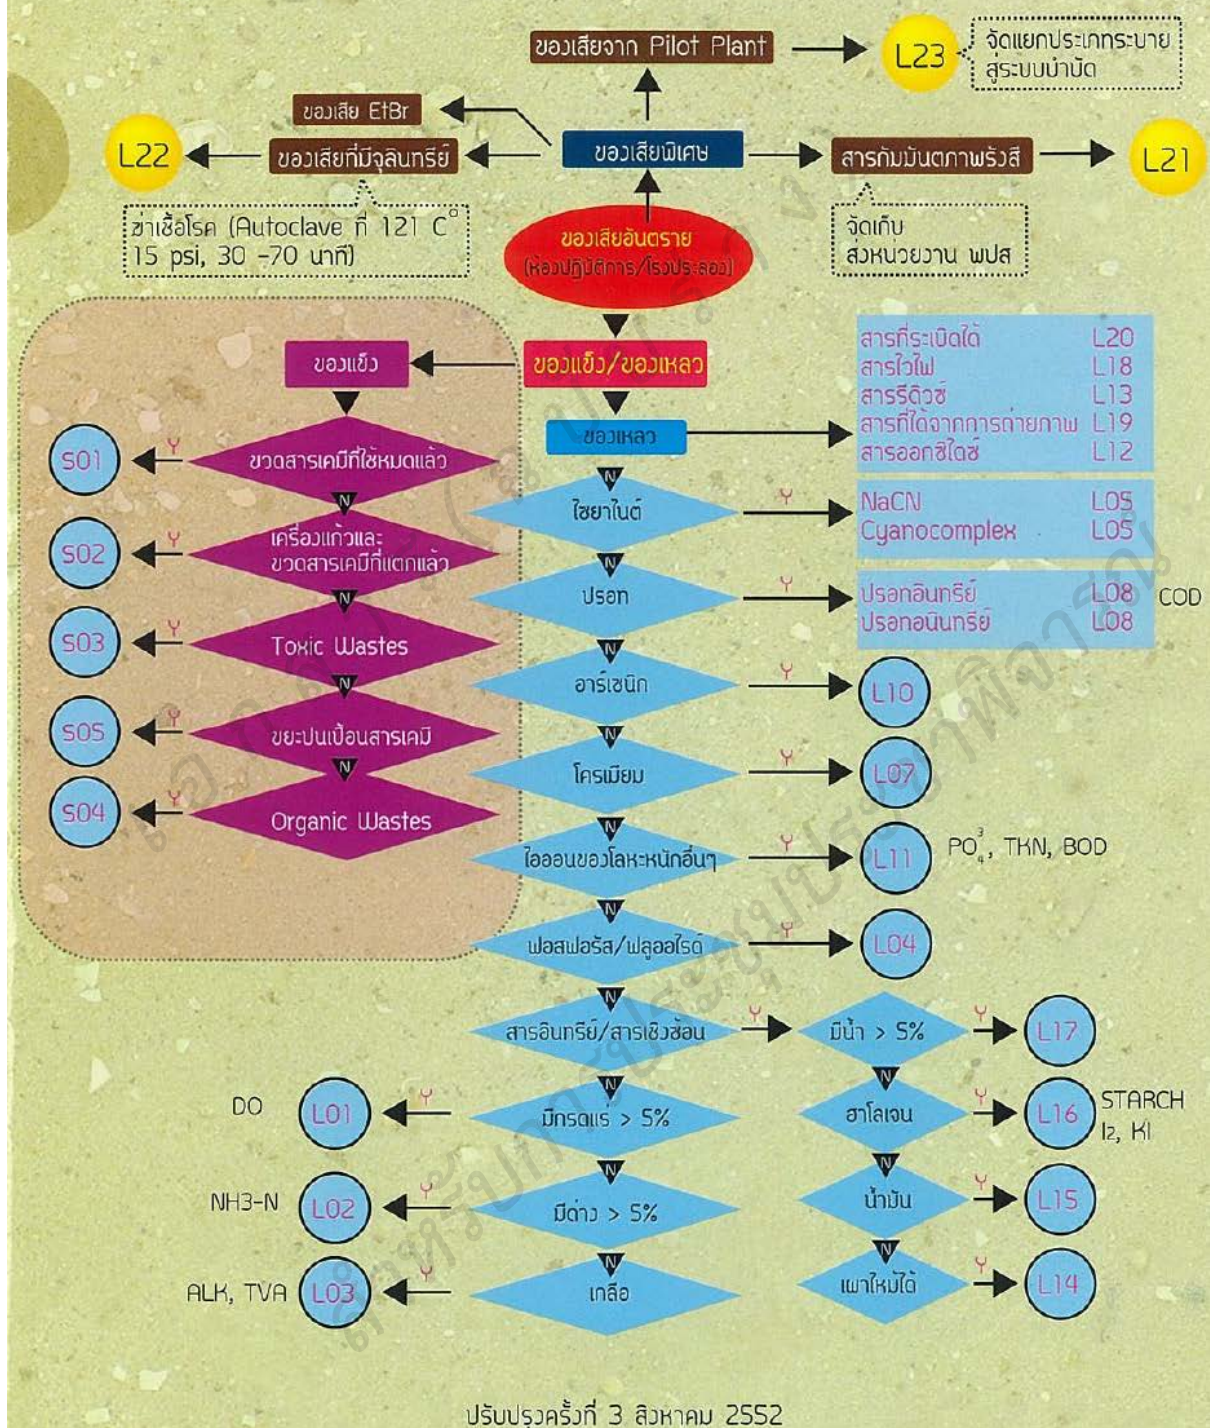 ของเสียจาก Pilot Plant
L23
จัดแยกประเภทระบาย
สู่ระบบบำบัด
ของเสีย EtBr
L22
ของเสียที่มีจุลินทรีย์
ของเสียพิเศษ
สารกัมมันตภาพรังสี
L21
ฆ่าเชื้อโรค (Autoclave ที่ 121 C°
15 psi, 30 -70 นาที)
จัดเก็บ
ส่งหน่วยงาน พปส
ของเสียอันตราย
(ห้องปฏิบัติการ/โรงประลอง)
ของแข็ง/ของเหลว
ของแข็ง
ขวดสารเคมีที่ใช้หมดแล้ว
Y
S01
N
เครื่องแก้วและ
ขวดสารเคมีที่แตกแล้ว
Y
S02
N
Toxic Wastes
Y
S03
N
ขยะปนเปื้อนสารเคมี
Y
S05
N
Organic Wastes
Y
S04
ของเหลว
สารที่ระเบิดได้ L20
สารไวไฟ L18
สารรีดิวซ์ L13
สารที่ได้จากการถ่ายภาพ L19
สารออกซิไดซ์ L12
N
ไซยาไนต์
Y
NaCN L05
Cyanocomplex L05
N
ปรอท
Y
ปรอทอินทรีย์ L08
ปรอทอนินทรีย์ L08
COD
N
อาร์เซนิก
Y
L10
N
โครเมียม
Y
L07
N
ไอออนของโลหะหนักอื่นๆ
Y
L11
PO₄³, TKN, BOD
N
ฟอสฟอรัส/ฟลูออไรด์
Y
L04
N
สารอินทรีย์/สารเชิงซ้อน
Y
มีน้ำ > 5%
Y
L17
N
ฮาโลเจน
Y
L16
STARCH
I2, KI
N
น้ำมัน
Y
L15
N
เผาไหม้ได้
Y
L14
N
มีกรดแร่ > 5%
Y
L01
DO
N
มีด่าง > 5%
Y
L02
NH3-N
N
เกลือ
Y
L03
ALK, TVA
ปรับปรุงครั้งที่ 3 สิงหาคม 2552